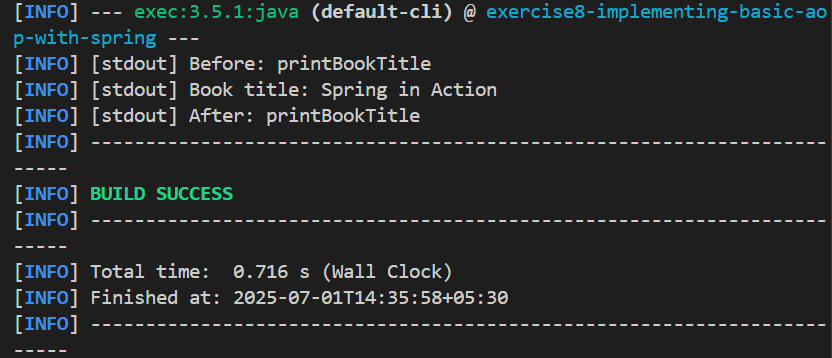 [INFO] --- exec:3.5.1:java (default-cli) @ exercise8-implementing-basic-ao
p-with-spring ---
[INFO] [stdout] Before: printBookTitle
[INFO] [stdout] Book title: Spring in Action
[INFO] [stdout] After: printBookTitle
[INFO] -------------------------------------------------------------------
-----
[INFO] BUILD SUCCESS
[INFO] -------------------------------------------------------------------
-----
[INFO] Total time:  0.716 s (Wall Clock)
[INFO] Finished at: 2025-07-01T14:35:58+05:30
[INFO] -------------------------------------------------------------------
-----